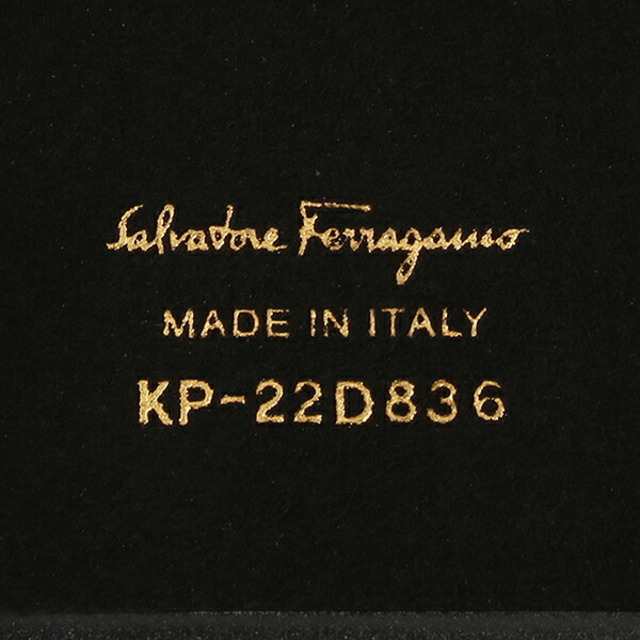 Salvatore Ferragamo
MADE IN ITALY
KP-22D836